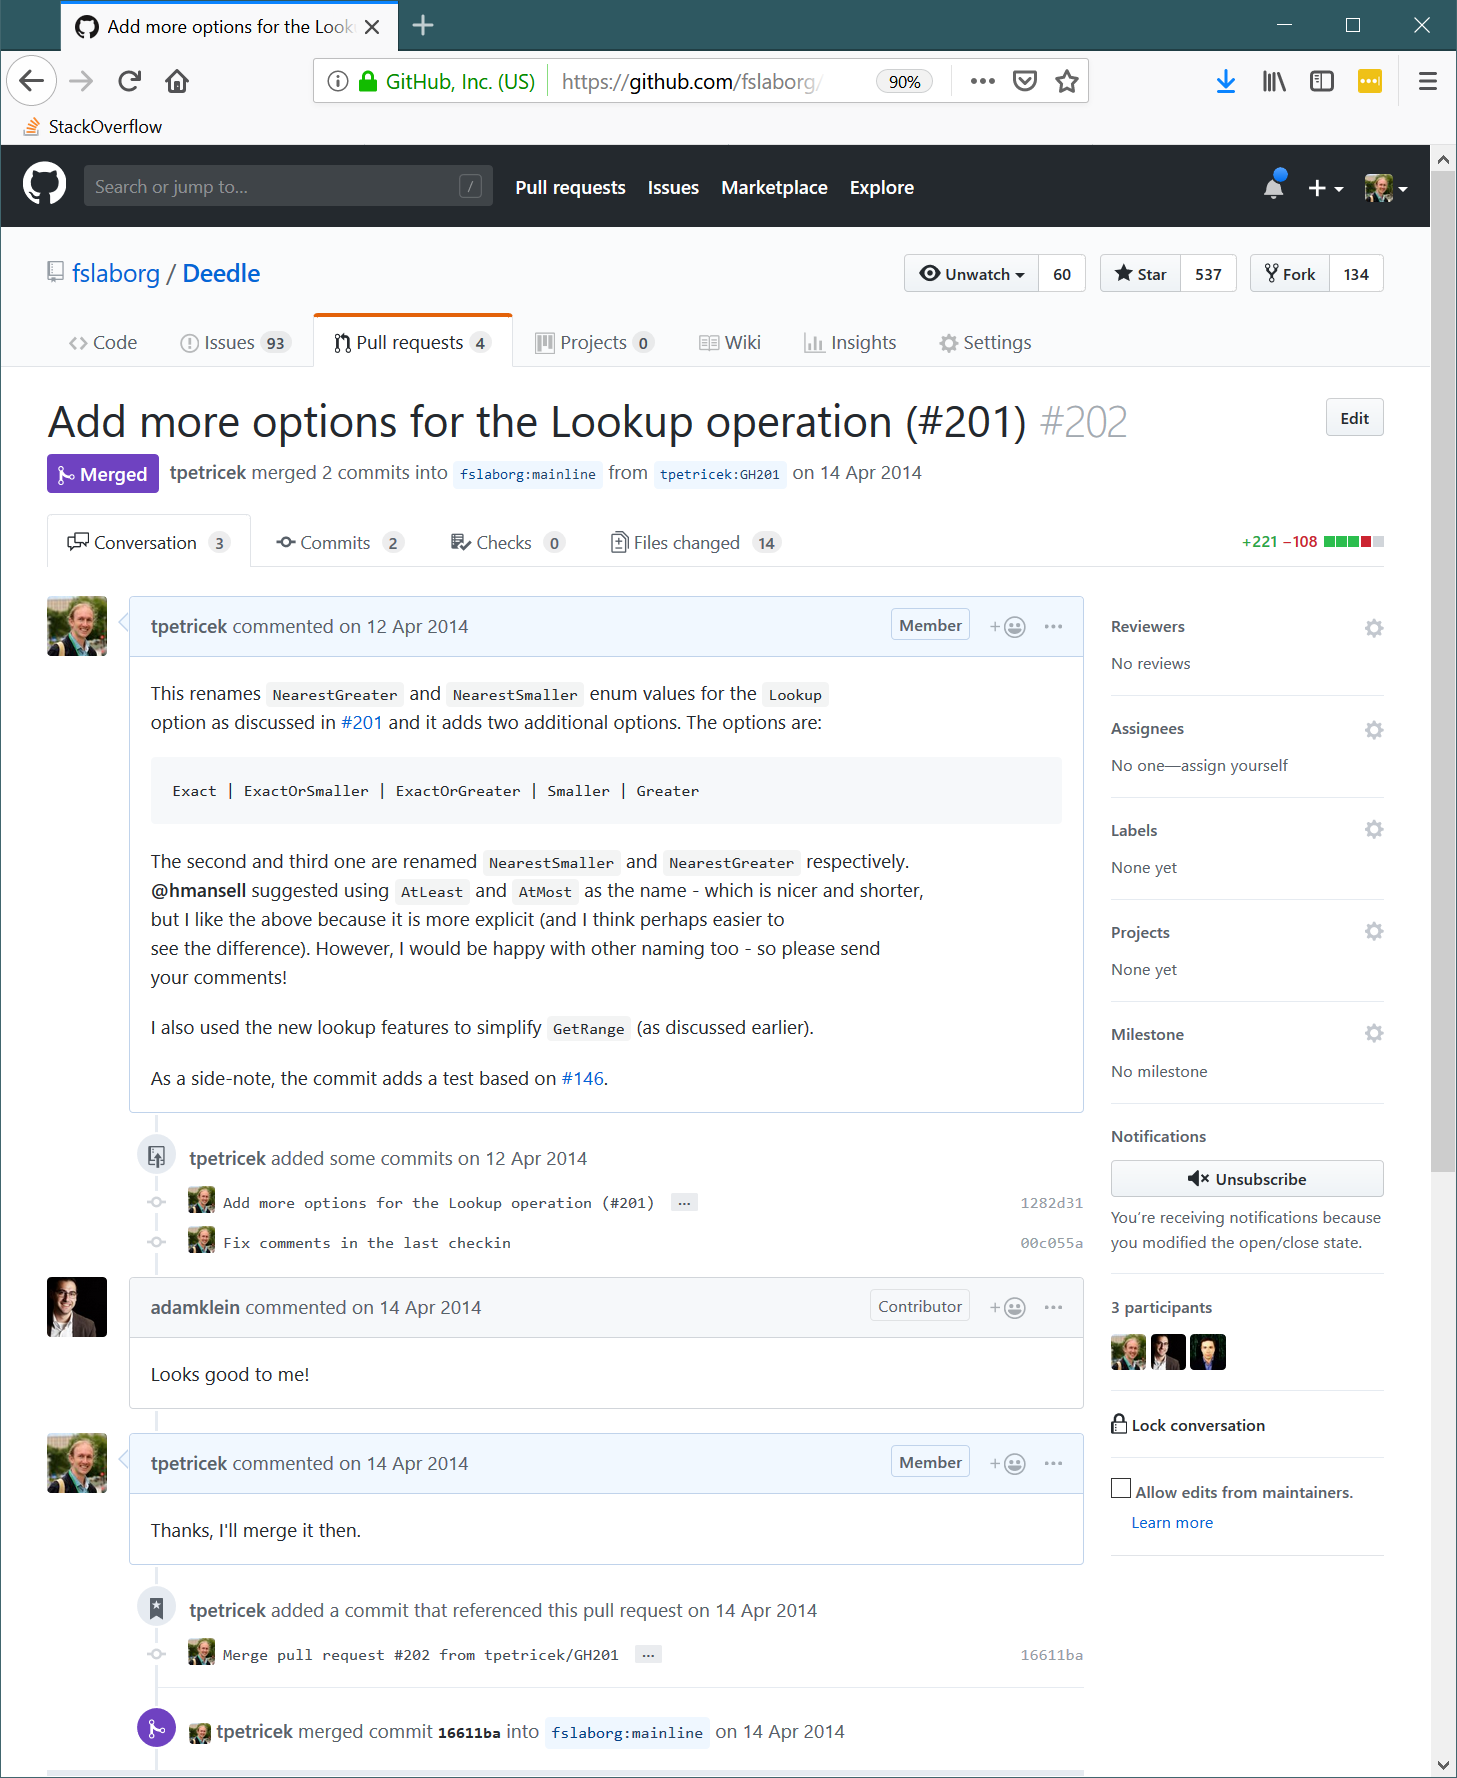 Add more options for the Look
GitHub, Inc. (US)
https://github.com/fslaborg/
90%
StackOverflow
Search or jump to...
/
Pull requests
Issues
Marketplace
Explore
fslaborg / Deedle
Unwatch
60
Star
537
Fork
134
Code
Issues 93
Pull requests 4
Projects 0
Wiki
Insights
Settings
Add more options for the Lookup operation (#201) #202
Edit
Merged
tpetricek merged 2 commits into fslaborg:mainline from tpetricek:GH201 on 14 Apr 2014
Conversation 3
Commits 2
Checks 0
Files changed 14
+221 −108
tpetricek commented on 12 Apr 2014
Member
This renames NearestGreater and NearestSmaller enum values for the Lookup
option as discussed in #201 and it adds two additional options. The options are:
Exact | ExactOrSmaller | ExactOrGreater | Smaller | Greater
The second and third one are renamed NearestSmaller and NearestGreater respectively.
@hmansell suggested using AtLeast and AtMost as the name - which is nicer and shorter,
but I like the above because it is more explicit (and I think perhaps easier to
see the difference). However, I would be happy with other naming too - so please send
your comments!
I also used the new lookup features to simplify GetRange (as discussed earlier).
As a side-note, the commit adds a test based on #146.
tpetricek added some commits on 12 Apr 2014
Add more options for the Lookup operation (#201) ...
1282d31
Fix comments in the last checkin
00c055a
adamklein commented on 14 Apr 2014
Contributor
Looks good to me!
tpetricek commented on 14 Apr 2014
Member
Thanks, I'll merge it then.
tpetricek added a commit that referenced this pull request on 14 Apr 2014
Merge pull request #202 from tpetricek/GH201 ...
16611ba
tpetricek merged commit 16611ba into fslaborg:mainline on 14 Apr 2014
Reviewers
No reviews
Assignees
No one—assign yourself
Labels
None yet
Projects
None yet
Milestone
No milestone
Notifications
Unsubscribe
You're receiving notifications because
you modified the open/close state.
3 participants
Lock conversation
Allow edits from maintainers.
Learn more